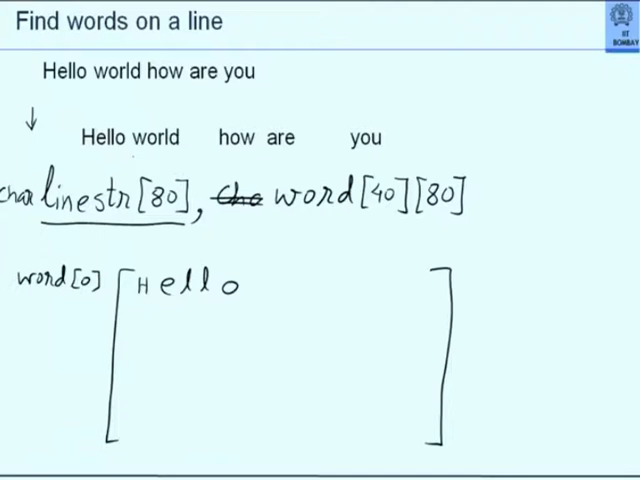 Find words on a line
IIT
BOMBAY
Hello world how are you
Hello world how are you
char linestr[80], word[40][80]
word[0] Hello